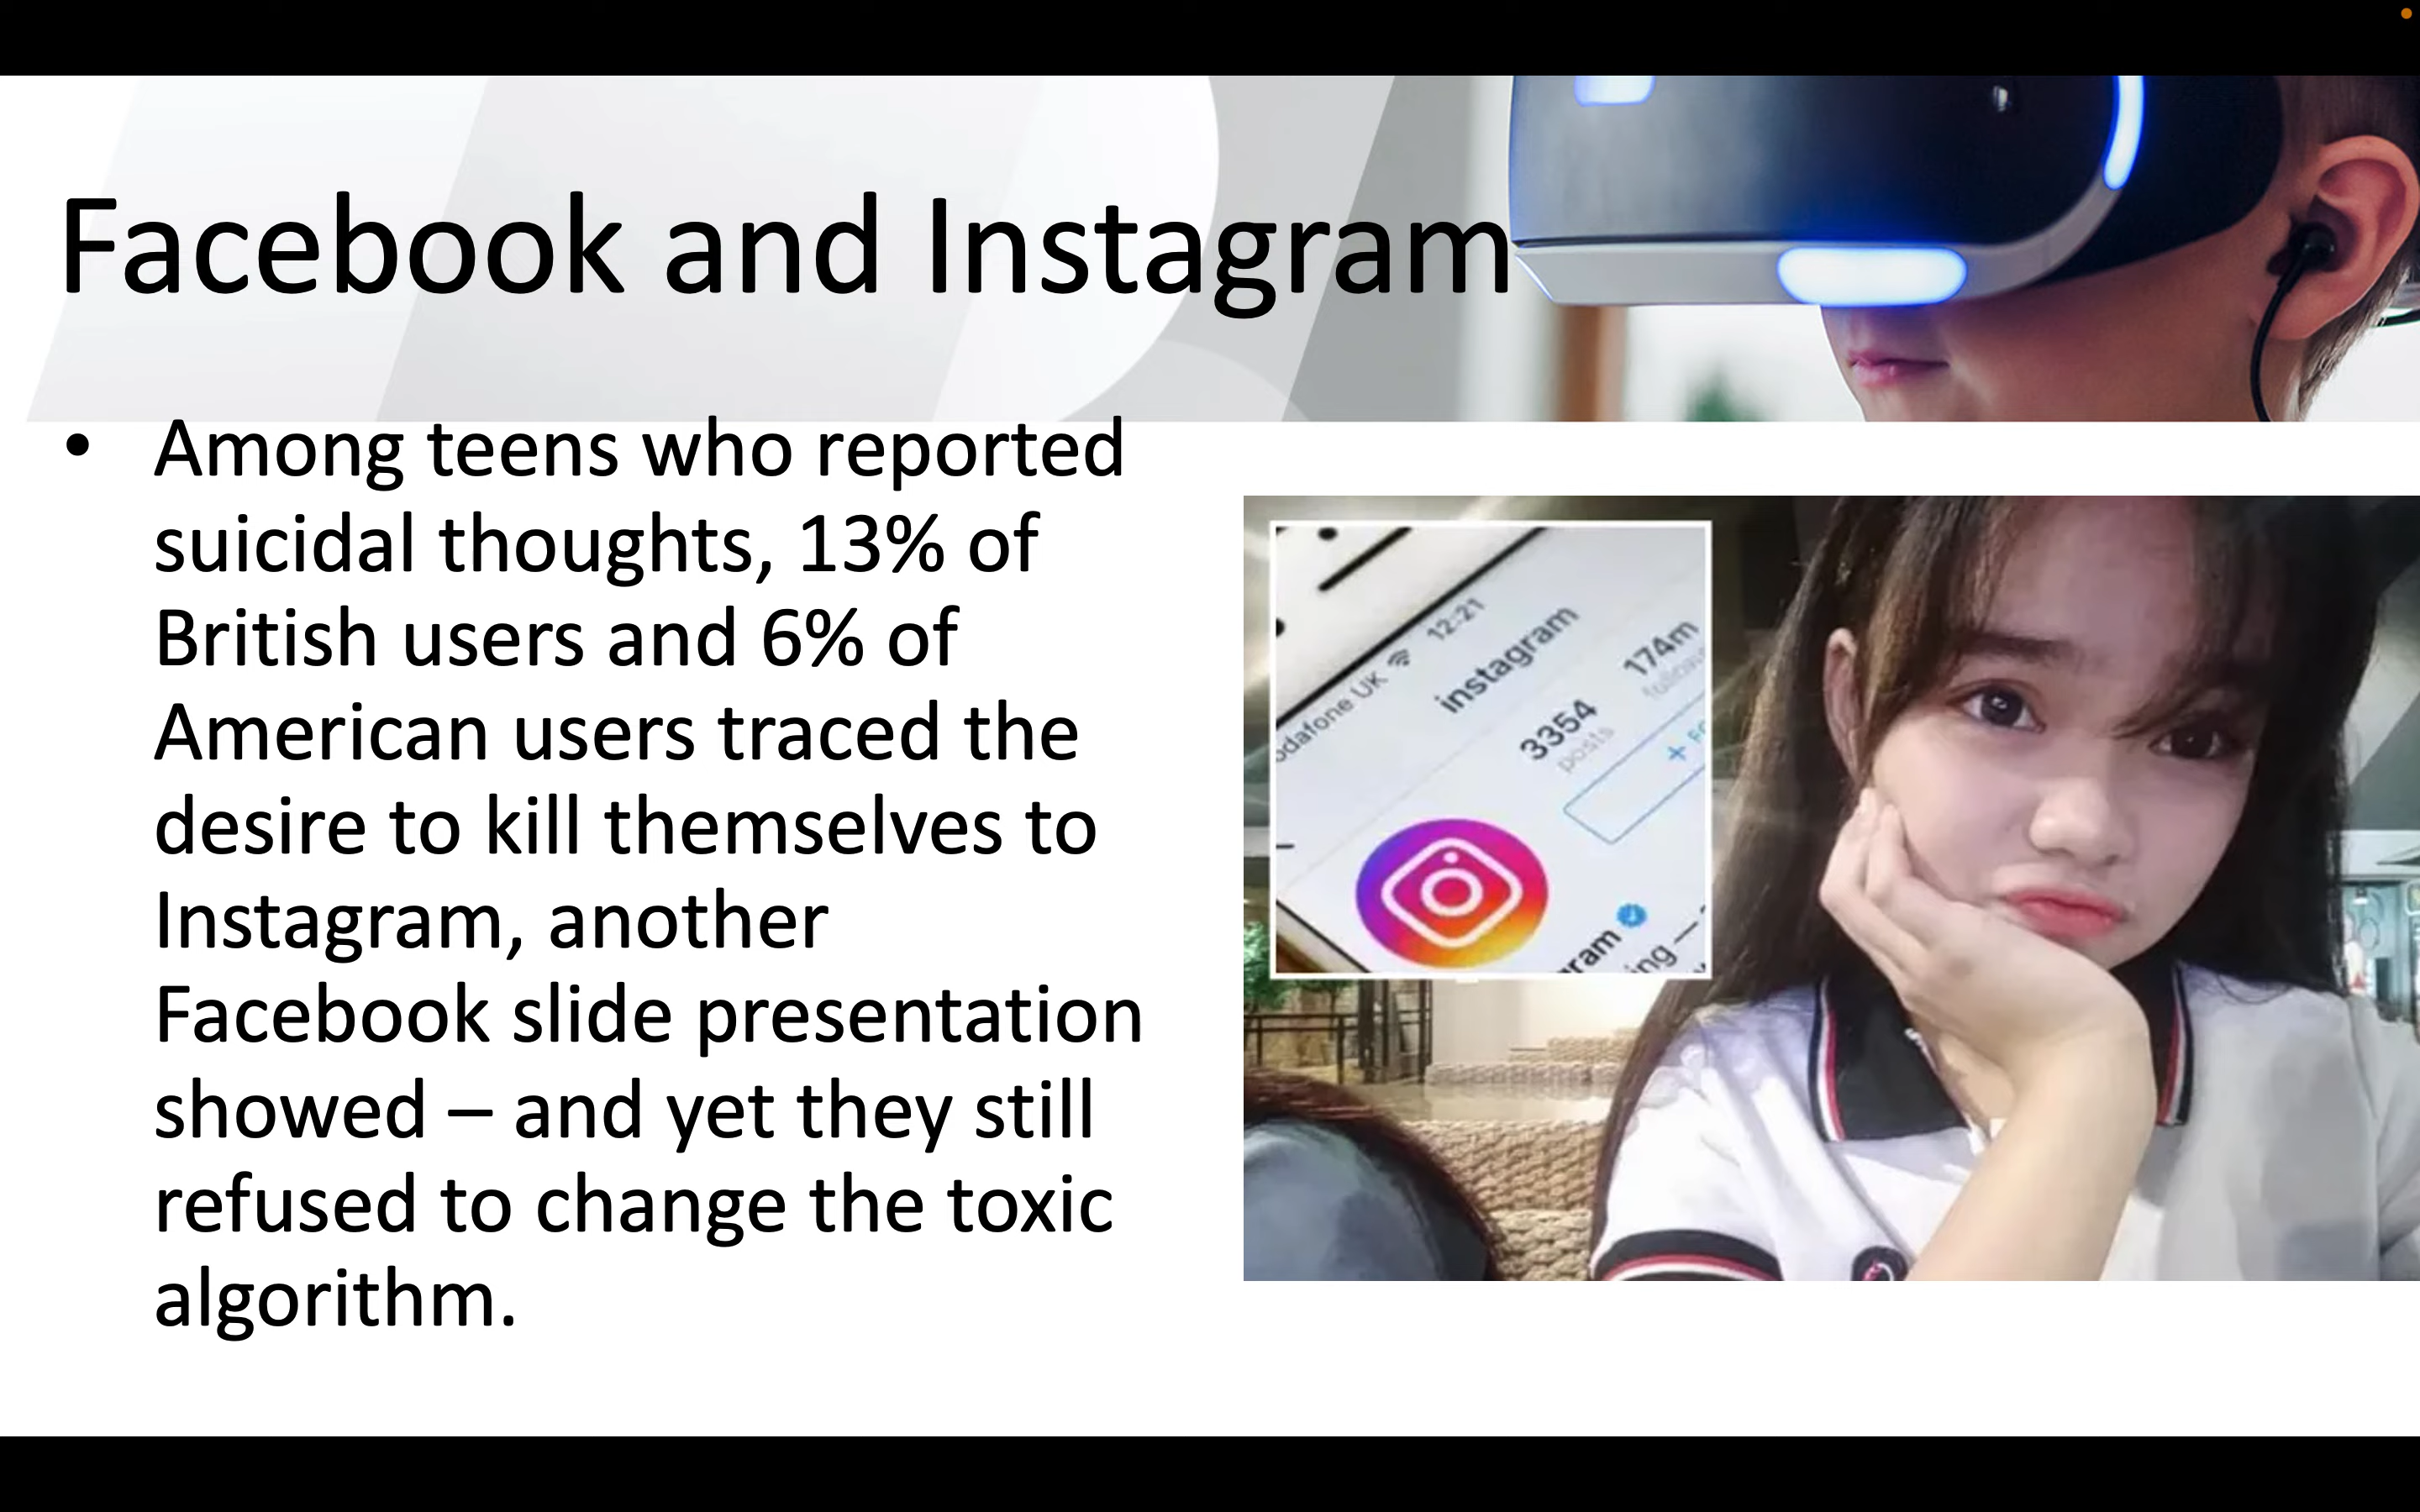 Facebook and Instagram
• Among teens who reported
suicidal thoughts, 13% of
British users and 6% of
American users traced the
desire to kill themselves to
Instagram, another
Facebook slide presentation
showed – and yet they still
refused to change the toxic
algorithm.
12:21
instagram
3354
posts
174m